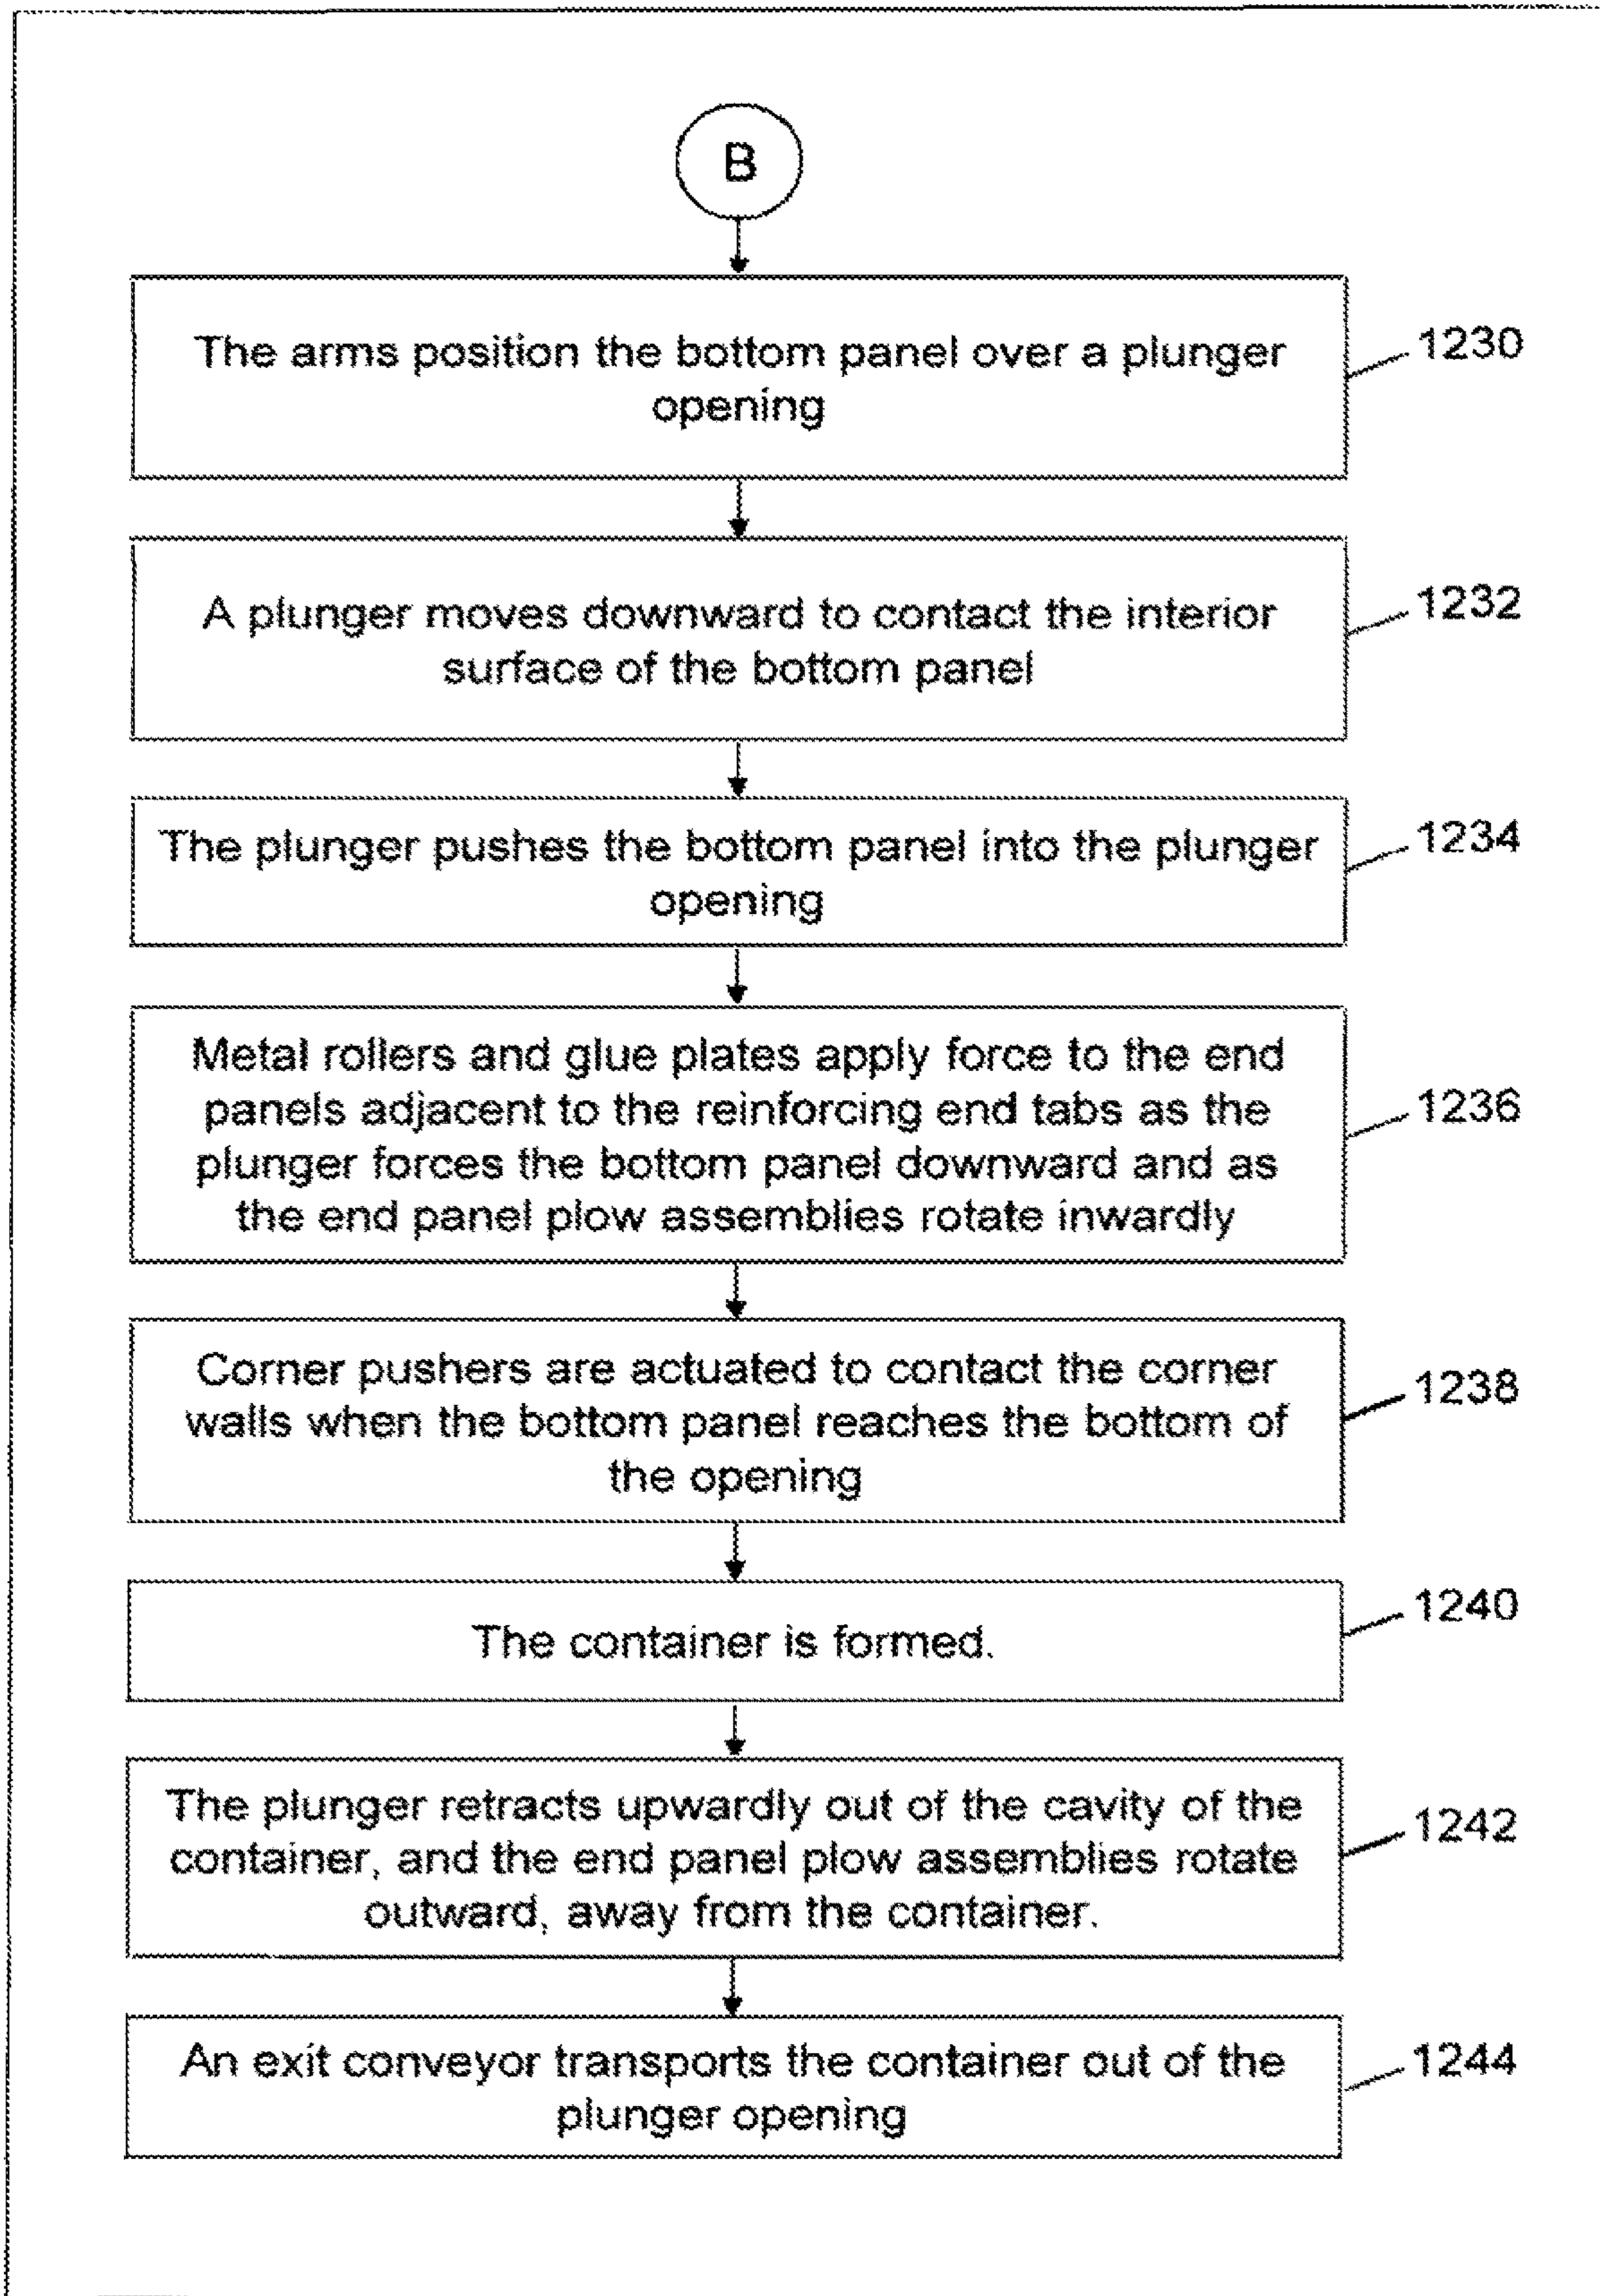 B
The arms position the bottom panel over a plunger
opening
1230
A plunger moves downward to contact the interior
surface of the bottom panel
1232
The plunger pushes the bottom panel into the plunger
opening
1234
Metal rollers and glue plates apply force to the end
panels adjacent to the reinforcing end tabs as the
plunger forces the bottom panel downward and as
the end panel plow assemblies rotate inwardly
1236
Corner pushers are actuated to contact the corner
walls when the bottom panel reaches the bottom of
the opening
1238
The container is formed.
1240
The plunger retracts upwardly out of the cavity of the
container, and the end panel plow assemblies rotate
outward, away from the container.
1242
An exit conveyor transports the container out of the
plunger opening
1244